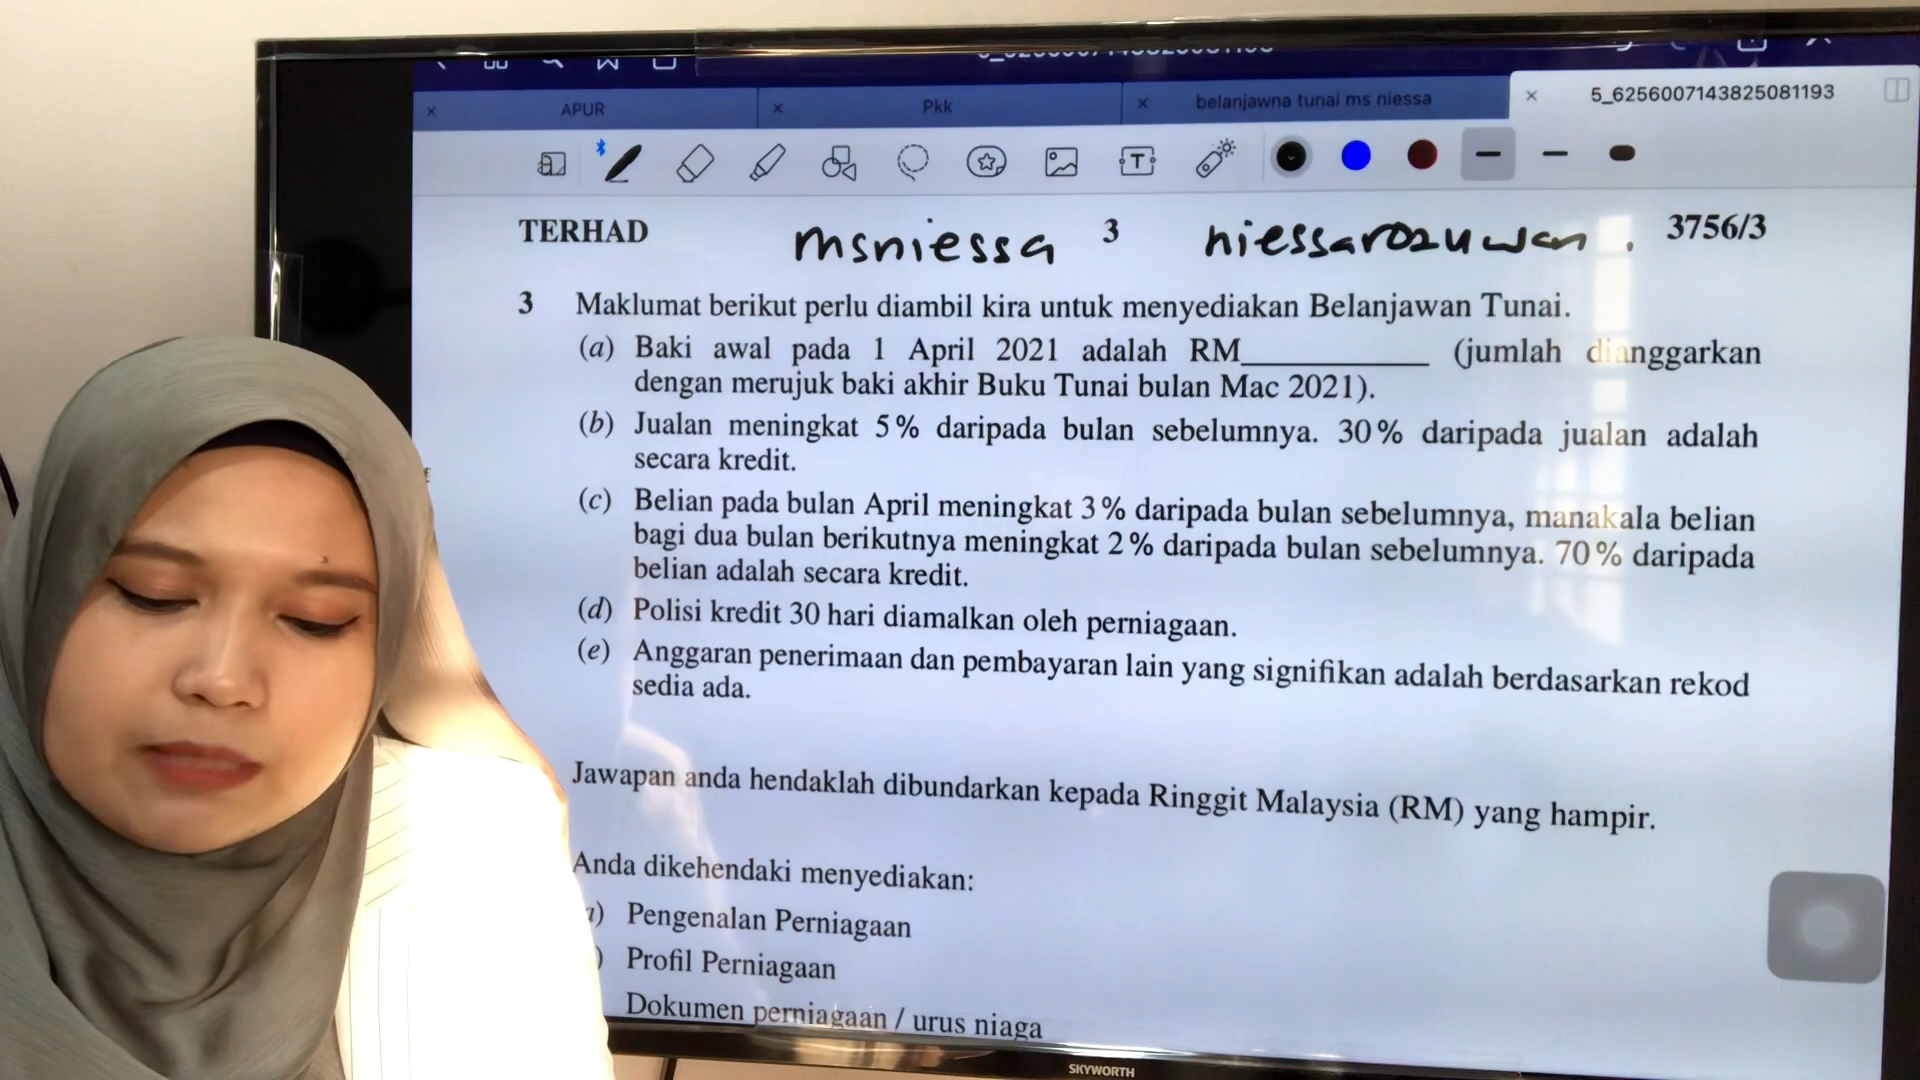 APUR
Pkk
belanjawna tunai ms niessa
5_6256007143825081193
T
TERHAD
msniessa
3
niessarozuwan .
3756/3
3 Maklumat berikut perlu diambil kira untuk menyediakan Belanjawan Tunai.
(a) Baki awal pada 1 April 2021 adalah RM__________ (jumlah dianggarkan
dengan merujuk baki akhir Buku Tunai bulan Mac 2021).
(b) Jualan meningkat 5% daripada bulan sebelumnya. 30% daripada jualan adalah
secara kredit.
(c) Belian pada bulan April meningkat 3% daripada bulan sebelumnya, manakala belian
bagi dua bulan berikutnya meningkat 2% daripada bulan sebelumnya. 70% daripada
belian adalah secara kredit.
(d) Polisi kredit 30 hari diamalkan oleh perniagaan.
(e) Anggaran penerimaan dan pembayaran lain yang signifikan adalah berdasarkan rekod
sedia ada.
Jawapan anda hendaklah dibundarkan kepada Ringgit Malaysia (RM) yang hampir.
Anda dikehendaki menyediakan:
) Pengenalan Perniagaan
) Profil Perniagaan
Dokumen perniagaan / urus niaga
SKYWORTH